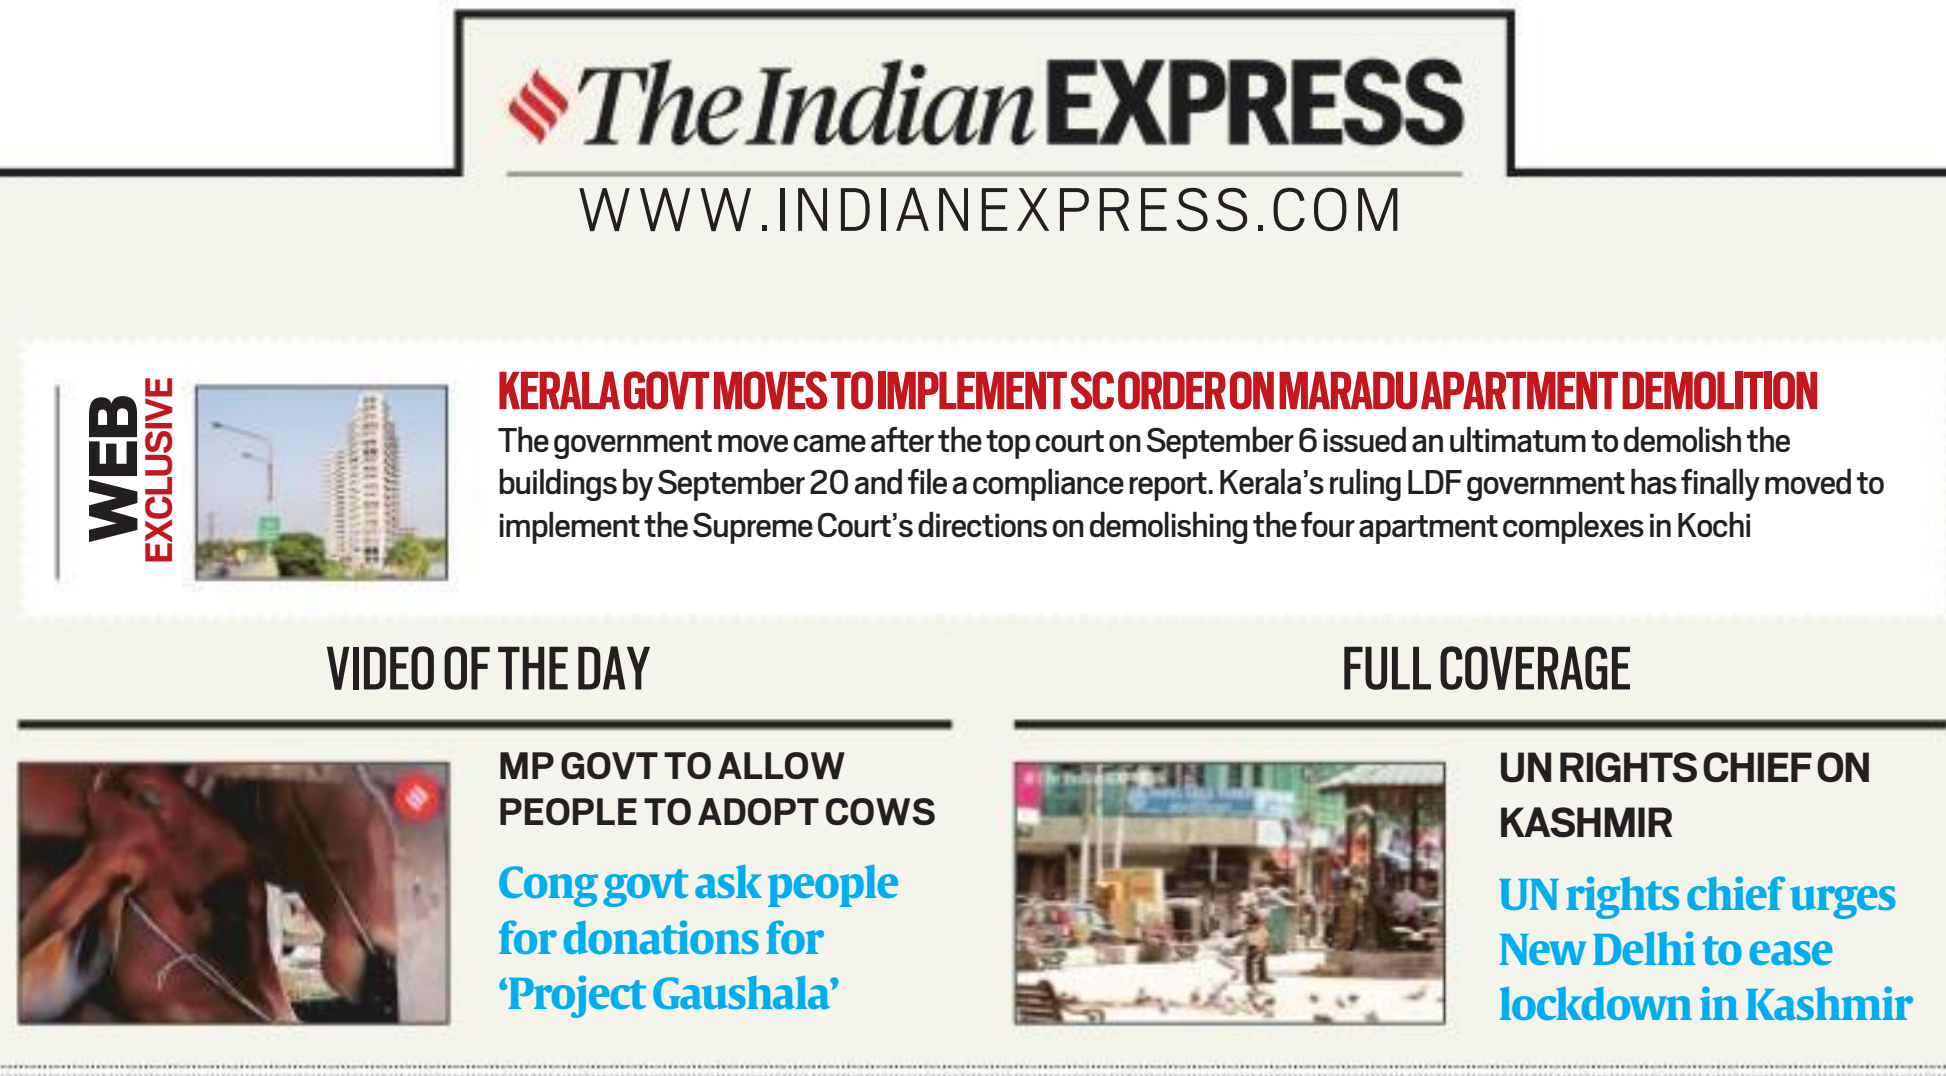 The Indian EXPRESS
WWW.INDIANEXPRESS.COM
WEB
EXCLUSIVE
KERALA GOVT MOVES TO IMPLEMENT SC ORDER ON MARADU APARTMENT DEMOLITION
The government move came after the top court on September 6 issued an ultimatum to demolish the
buildings by September 20 and file a compliance report. Kerala’s ruling LDF government has finally moved to
implement the Supreme Court’s directions on demolishing the four apartment complexes in Kochi
VIDEO OF THE DAY
MP GOVT TO ALLOW
PEOPLE TO ADOPT COWS
Cong govt ask people
for donations for
‘Project Gaushala’
FULL COVERAGE
UN RIGHTS CHIEF ON
KASHMIR
UN rights chief urges
New Delhi to ease
lockdown in Kashmir